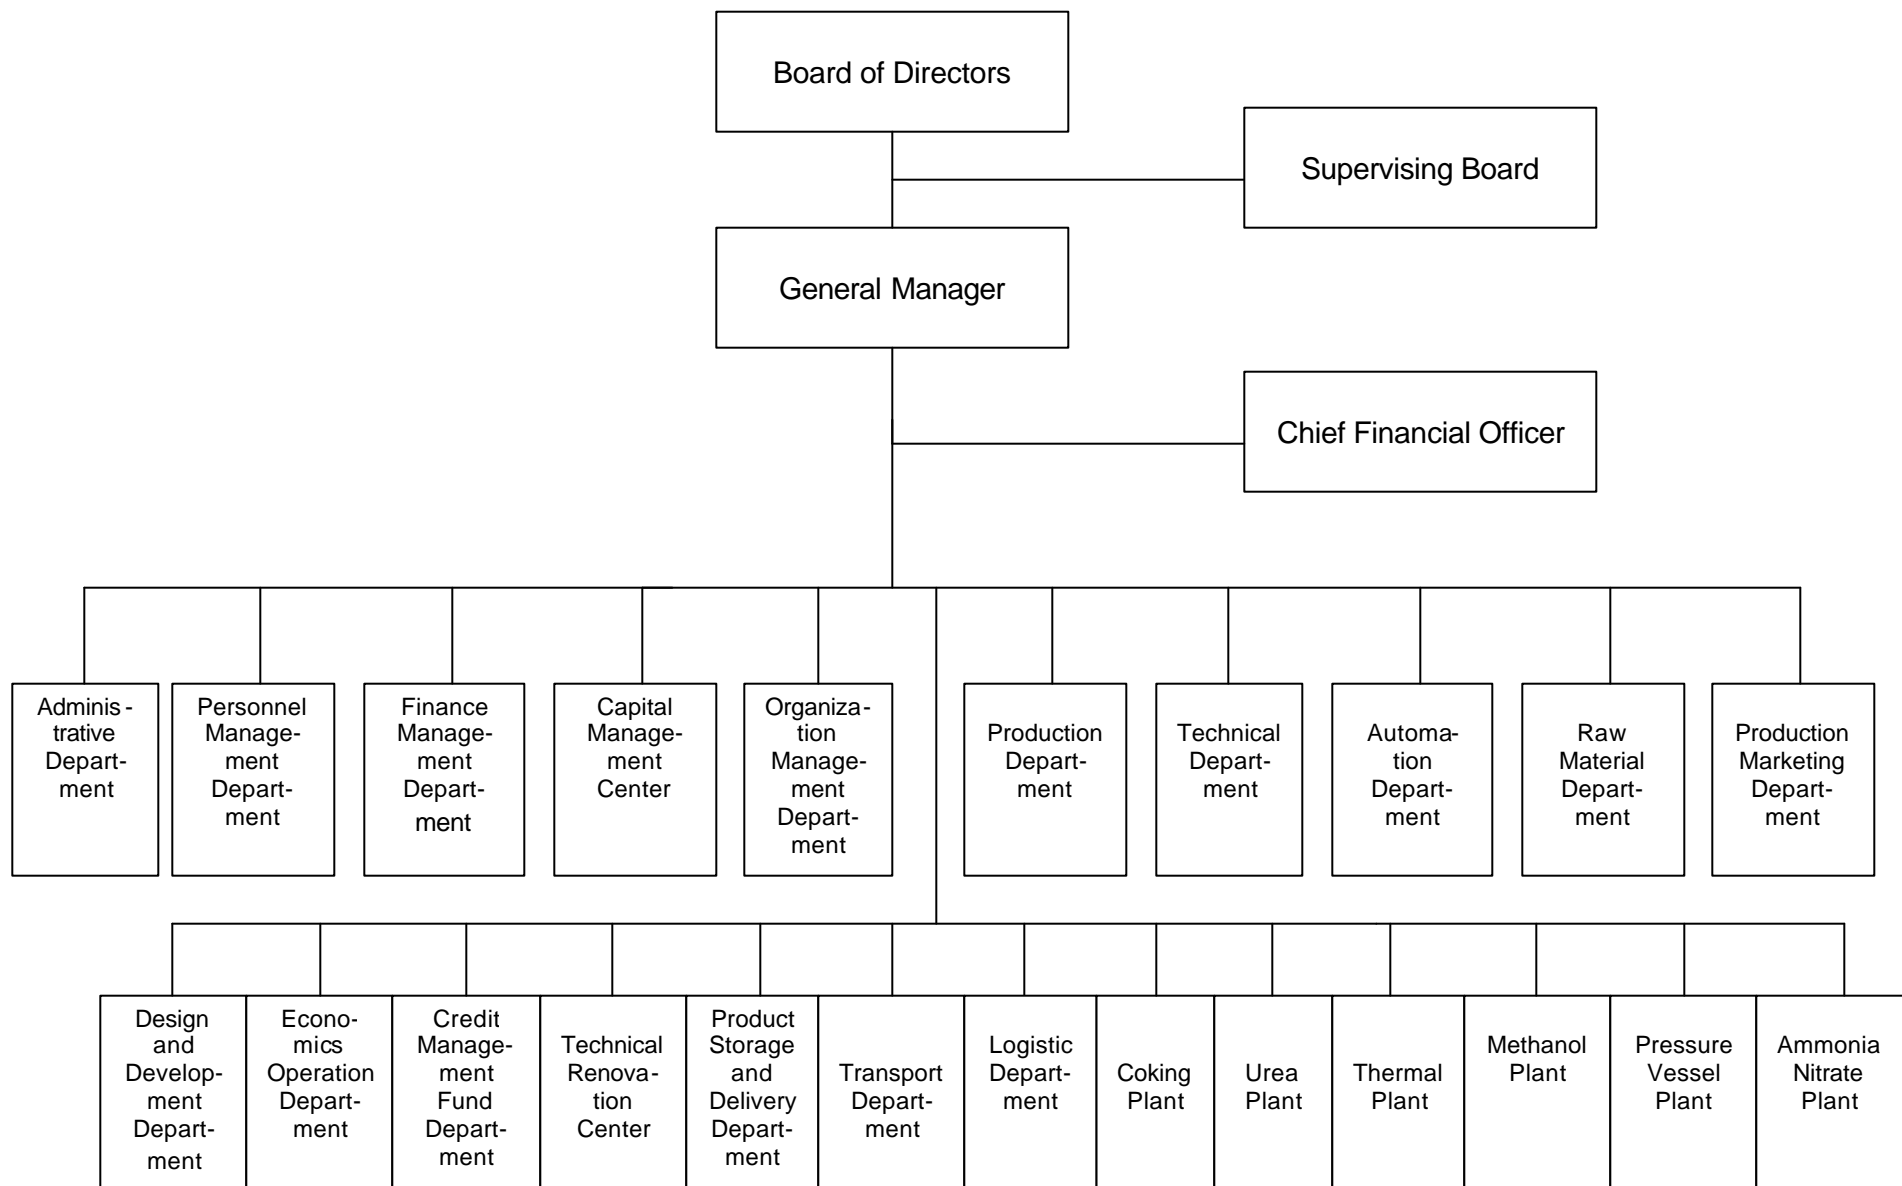 Board of Directors
Supervising Board
General Manager
Chief Financial Officer
Adminis-
trative
Depart-
ment
Personnel
Manage-
ment
Depart-
ment
Finance
Manage-
ment
Depart-
ment
Capital
Manage-
ment
Center
Organiza-
tion
Manage-
ment
Depart-
ment
Production
Depart-
ment
Technical
Depart-
ment
Automa-
tion
Depart-
ment
Raw
Material
Depart-
ment
Production
Marketing
Depart-
ment
Design
and
Develop-
ment
Depart-
ment
Econo-
mics
Operation
Depart-
ment
Credit
Manage-
ment
Fund
Depart-
ment
Technical
Renova-
tion
Center
Product
Storage
and
Delivery
Depart-
ment
Transport
Depart-
ment
Logistic
Depart-
ment
Coking
Plant
Urea
Plant
Thermal
Plant
Methanol
Plant
Pressure
Vessel
Plant
Ammonia
Nitrate
Plant